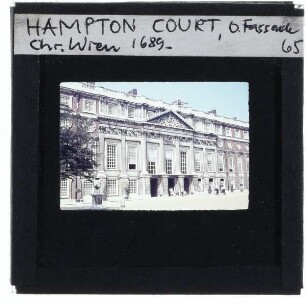 HAMPTON COURT, O. Fassade
Chr. Wren 1689- 65